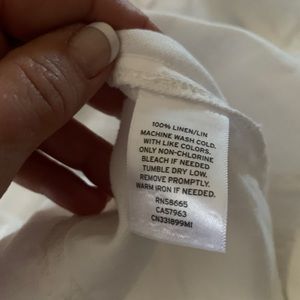 100% LINEN/LIN
MACHINE WASH COLD.
WITH LIKE COLORS.
ONLY NON-CHLORINE
BLEACH IF NEEDED
TUMBLE DRY LOW.
REMOVE PROMPTLY.
WARM IRON IF NEEDED.
RN58665
CA57963
CN331899MI